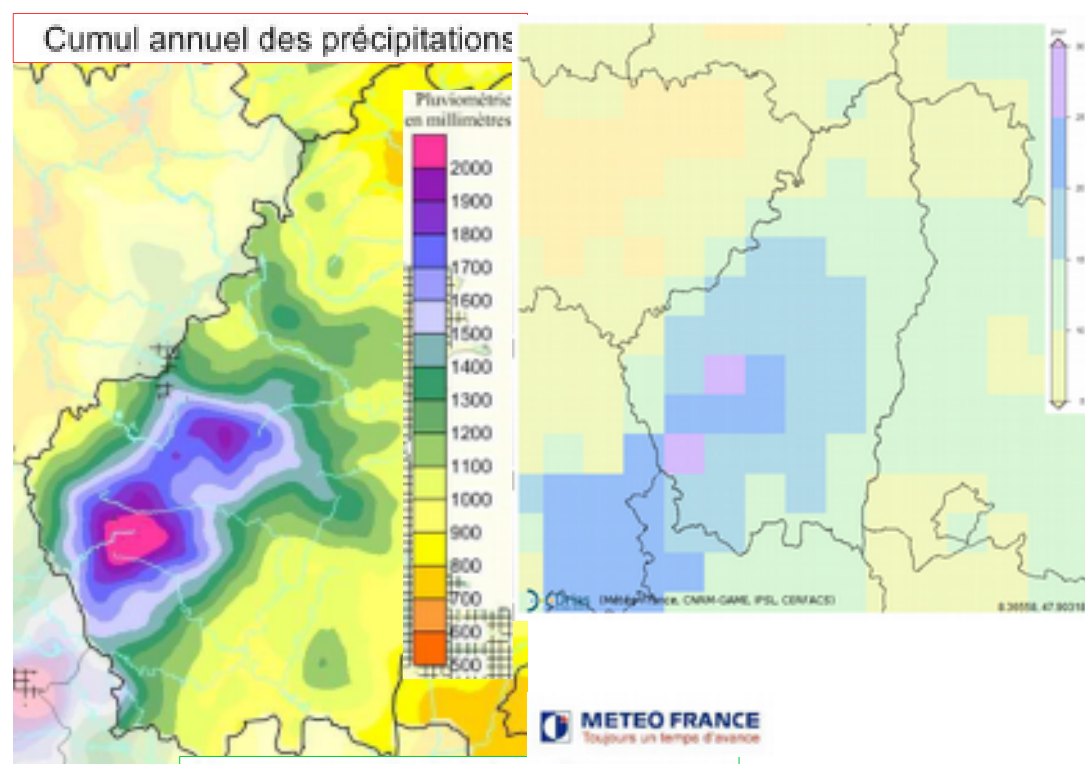 Cumul annuel des précipitations
Pluviométrie
en millimètres
2000
1900
1800
1700
1600
1500
1400
1300
1200
1100
1000
900
800
700
600
500
(Météo-France, CNRM-GAME, IPSL, CERFACS)
METEO FRANCE
Toujours un temps d'avance